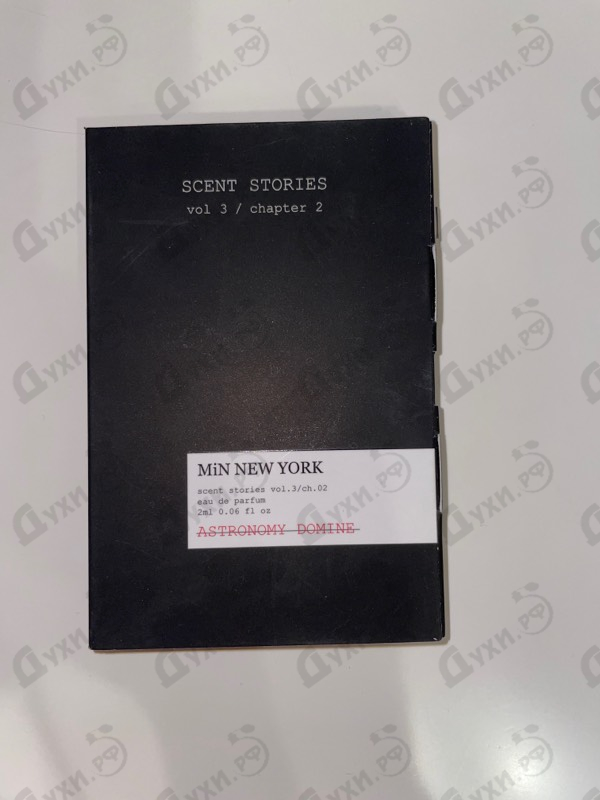 SCENT STORIES
vol 3 / chapter 2
MiN NEW YORK
scent stories vol.3/ch.02
eau de parfum
2ml 0.06 fl oz
ASTRONOMY DOMINE
Духи.рф